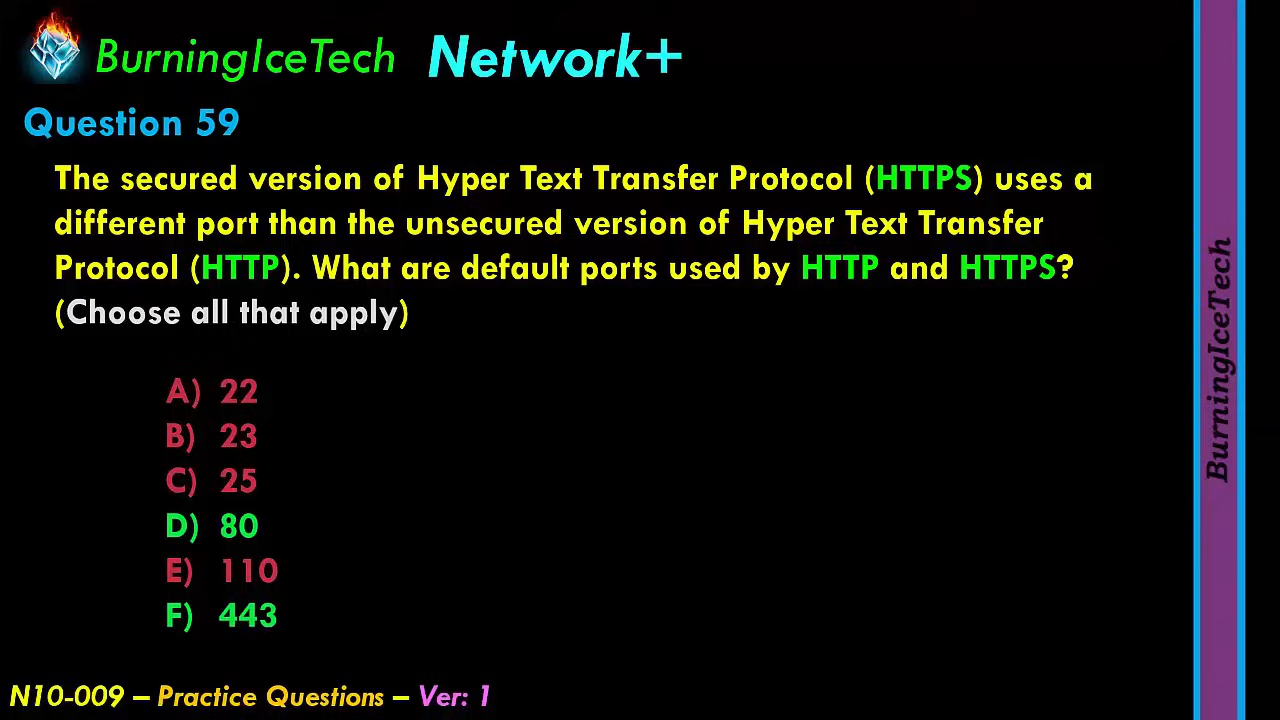 BurningIceTech Network+
Question 59
The secured version of Hyper Text Transfer Protocol (HTTPS) uses a
different port than the unsecured version of Hyper Text Transfer
Protocol (HTTP). What are default ports used by HTTP and HTTPS?
(Choose all that apply)
A) 22
B) 23
C) 25
D) 80
E) 110
F) 443
N10-009 – Practice Questions – Ver: 1
BurningIceTech